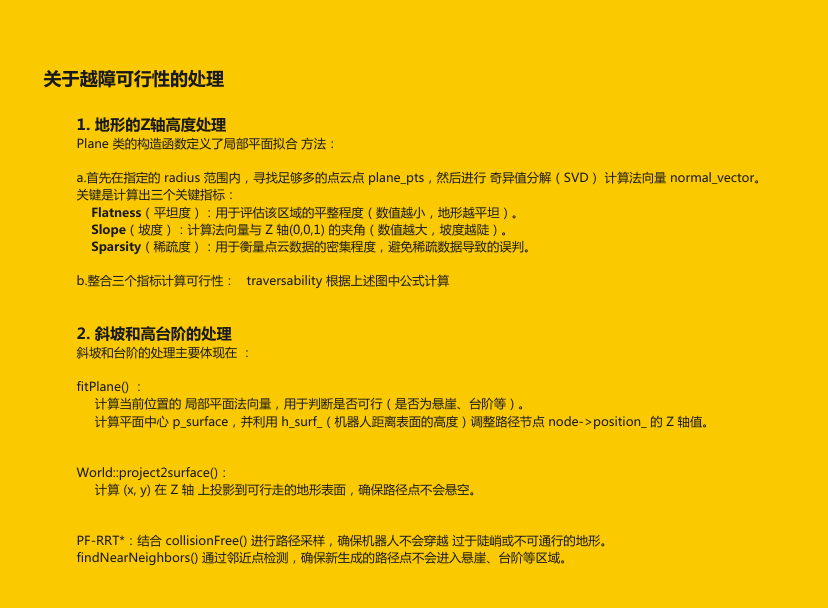 关于越障可行性的处理
1. 地形的Z轴高度处理
Plane 类的构造函数定义了局部平面拟合 方法：
a.首先在指定的 radius 范围内，寻找足够多的点云点 plane_pts，然后进行 奇异值分解（SVD） 计算法向量 normal_vector。
关键是计算出三个关键指标：
Flatness（平坦度）：用于评估该区域的平整程度（数值越小，地形越平坦）。
Slope（坡度）：计算法向量与 Z 轴(0,0,1) 的夹角（数值越大，坡度越陡）。
Sparsity（稀疏度）：用于衡量点云数据的密集程度，避免稀疏数据导致的误判。
b.整合三个指标计算可行性： traversability 根据上述图中公式计算
2. 斜坡和高台阶的处理
斜坡和台阶的处理主要体现在 ：
fitPlane() ：
计算当前位置的 局部平面法向量，用于判断是否可行（是否为悬崖、台阶等）。
计算平面中心 p_surface，并利用 h_surf_（机器人距离表面的高度）调整路径节点 node->position_ 的 Z 轴值。
World::project2surface()：
计算 (x, y) 在 Z 轴 上投影到可行走的地形表面，确保路径点不会悬空。
PF-RRT*：结合 collisionFree() 进行路径采样，确保机器人不会穿越 过于陡峭或不可通行的地形。
findNearNeighbors() 通过邻近点检测，确保新生成的路径点不会进入悬崖、台阶等区域。